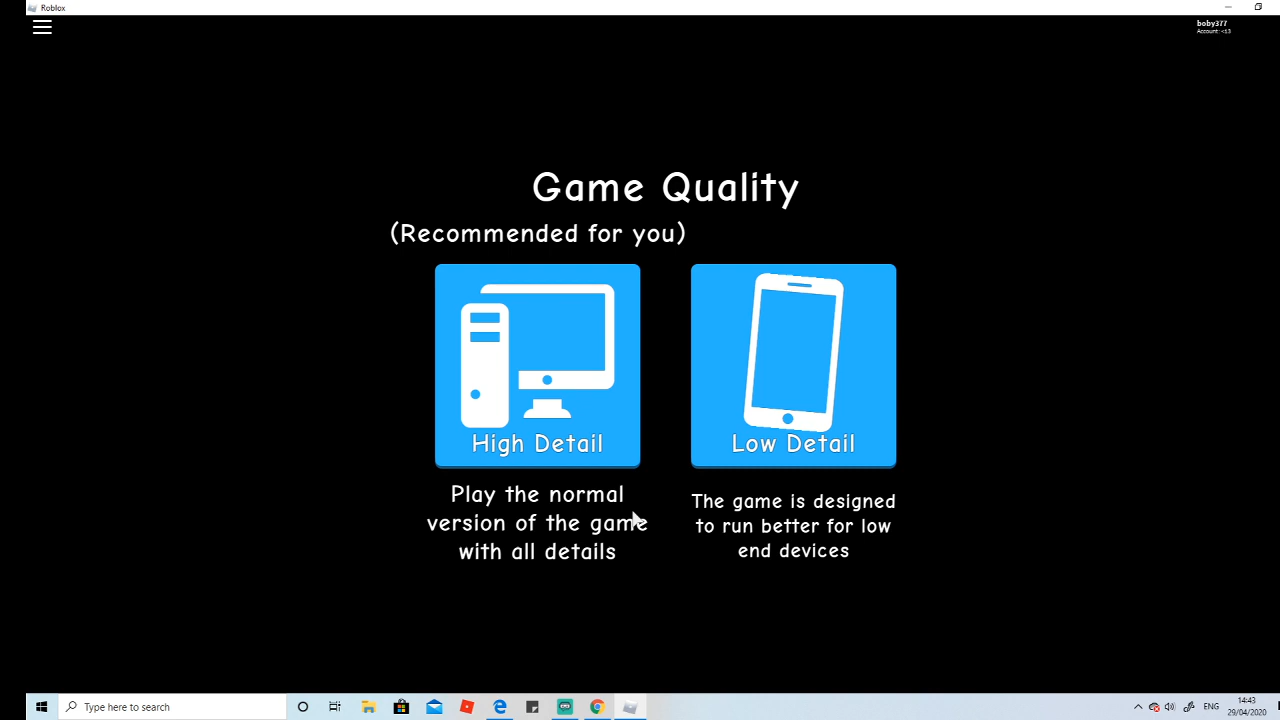 Roblox
boby377
Account: <13
Game Quality
(Recommended for you)
High Detail
Play the normal
version of the game
with all details
Low Detail
The game is designed
to run better for low
end devices
Type here to search
ENG
14:43
29/04/2020